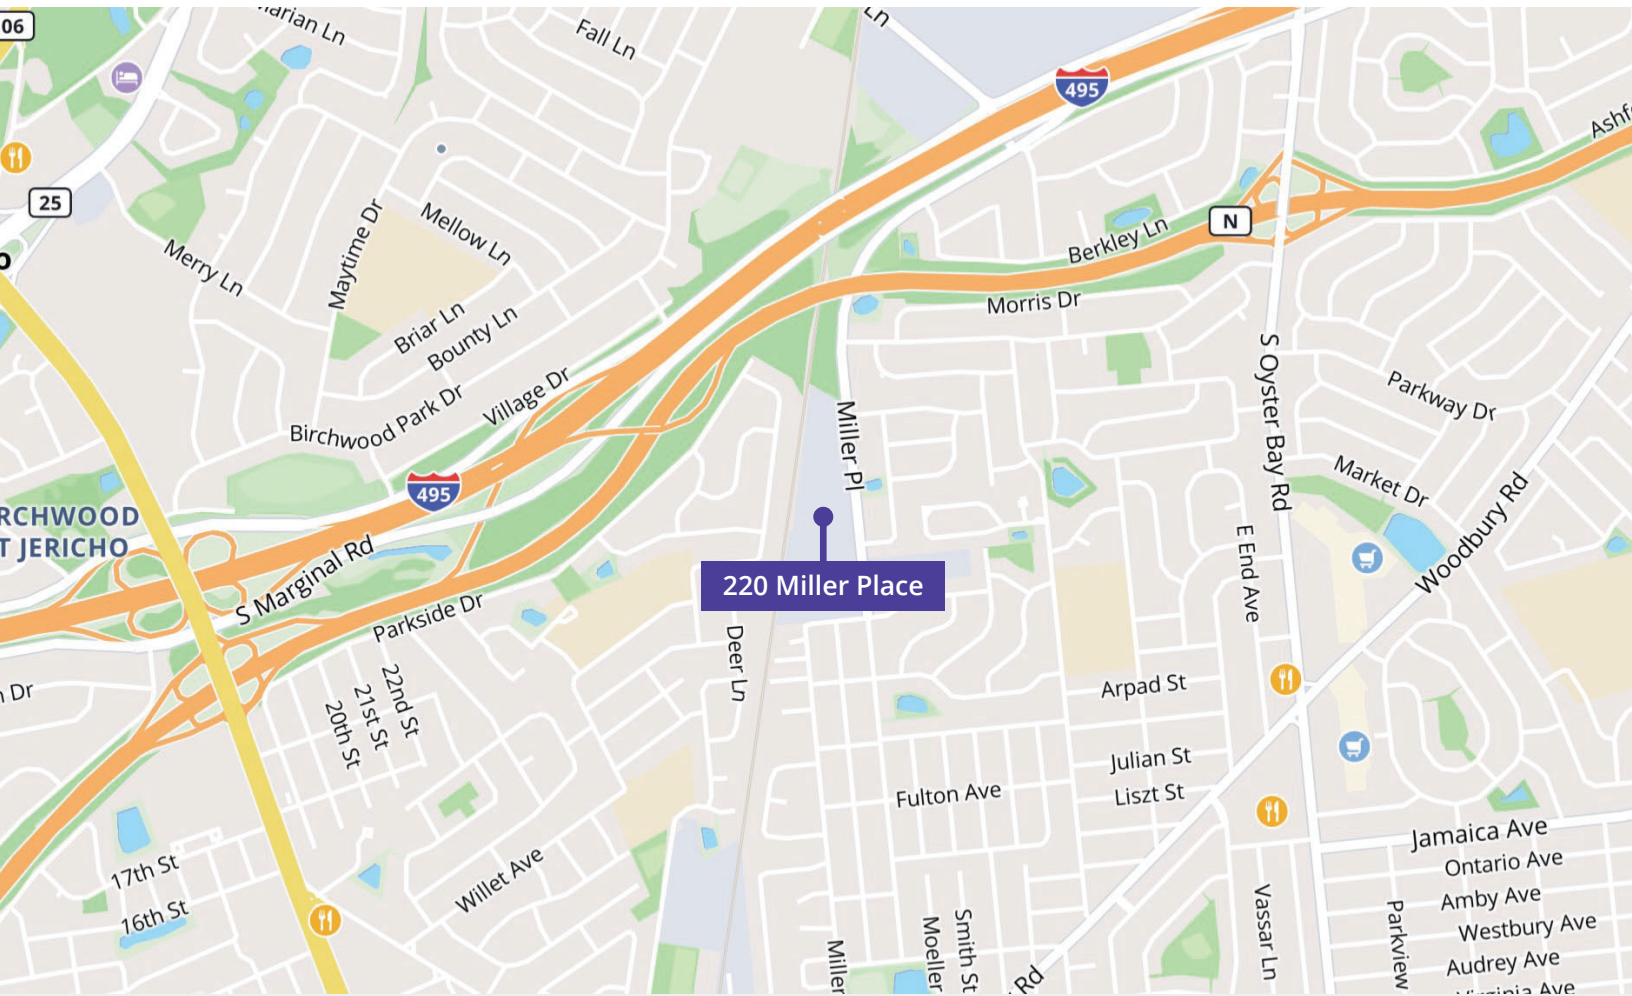 06
arian Ln
Fall Ln
Ln
495
25
Ashf
Maytime Dr
Mellow Ln
Merry Ln
N
Berkley Ln
Morris Dr
Briar Ln
Bounty Ln
Village Dr
Birchwood Park Dr
S Oyster Bay Rd
Parkway Dr
Miller Pl
Market Dr
Woodbury Rd
495
RCHWOOD
T JERICHO
S Marginal Rd
E End Ave
220 Miller Place
Parkside Dr
Deer Ln
Dr
22nd St
21st St
20th St
Arpad St
Julian St
Liszt St
Fulton Ave
Jamaica Ave
Ontario Ave
Amby Ave
Westbury Ave
Audrey Ave
Virginia Ave
17th St
16th St
Willet Ave
Miller
Moeller
Smith St
Rd
Vassar Ln
Parkview